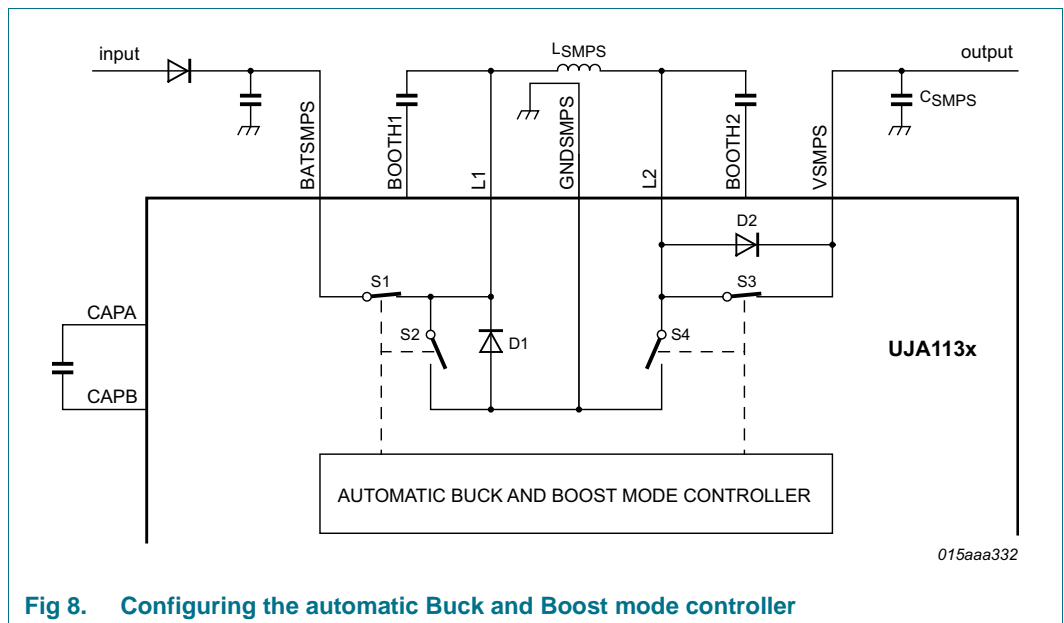 input
LSMPS
output
CSMPS
BATSMPS
BOOTH1
L1
GNDSMPS
L2
BOOTH2
VSMPS
D2
S1
S3
CAPA
S2
D1
S4
UJA113x
CAPB
AUTOMATIC BUCK AND BOOST MODE CONTROLLER
015aaa332
Fig 8. Configuring the automatic Buck and Boost mode controller